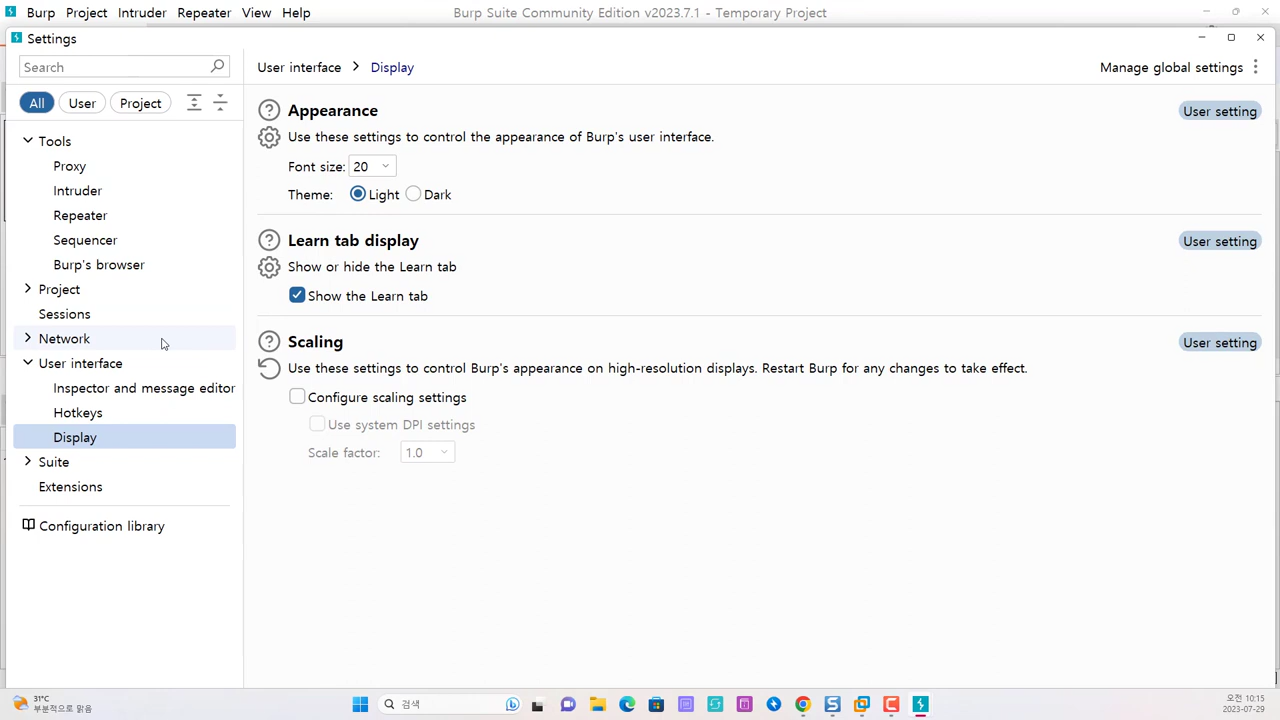 Burp Project Intruder Repeater View Help Burp Suite Community Edition v2023.7.1 - Temporary Project
Settings
Search
User interface > Display
Manage global settings
All User Project
Tools
Proxy
Intruder
Repeater
Sequencer
Burp's browser
Project
Sessions
Network
User interface
Inspector and message editor
Hotkeys
Display
Suite
Extensions
Configuration library
Appearance User setting
Use these settings to control the appearance of Burp's user interface.
Font size: 20
Theme: Light Dark
Learn tab display User setting
Show or hide the Learn tab
Show the Learn tab
Scaling User setting
Use these settings to control Burp's appearance on high-resolution displays. Restart Burp for any changes to take effect.
Configure scaling settings
Use system DPI settings
Scale factor: 1.0
31°C
부분적으로 맑음
검색
오전 10:15
2023-07-29